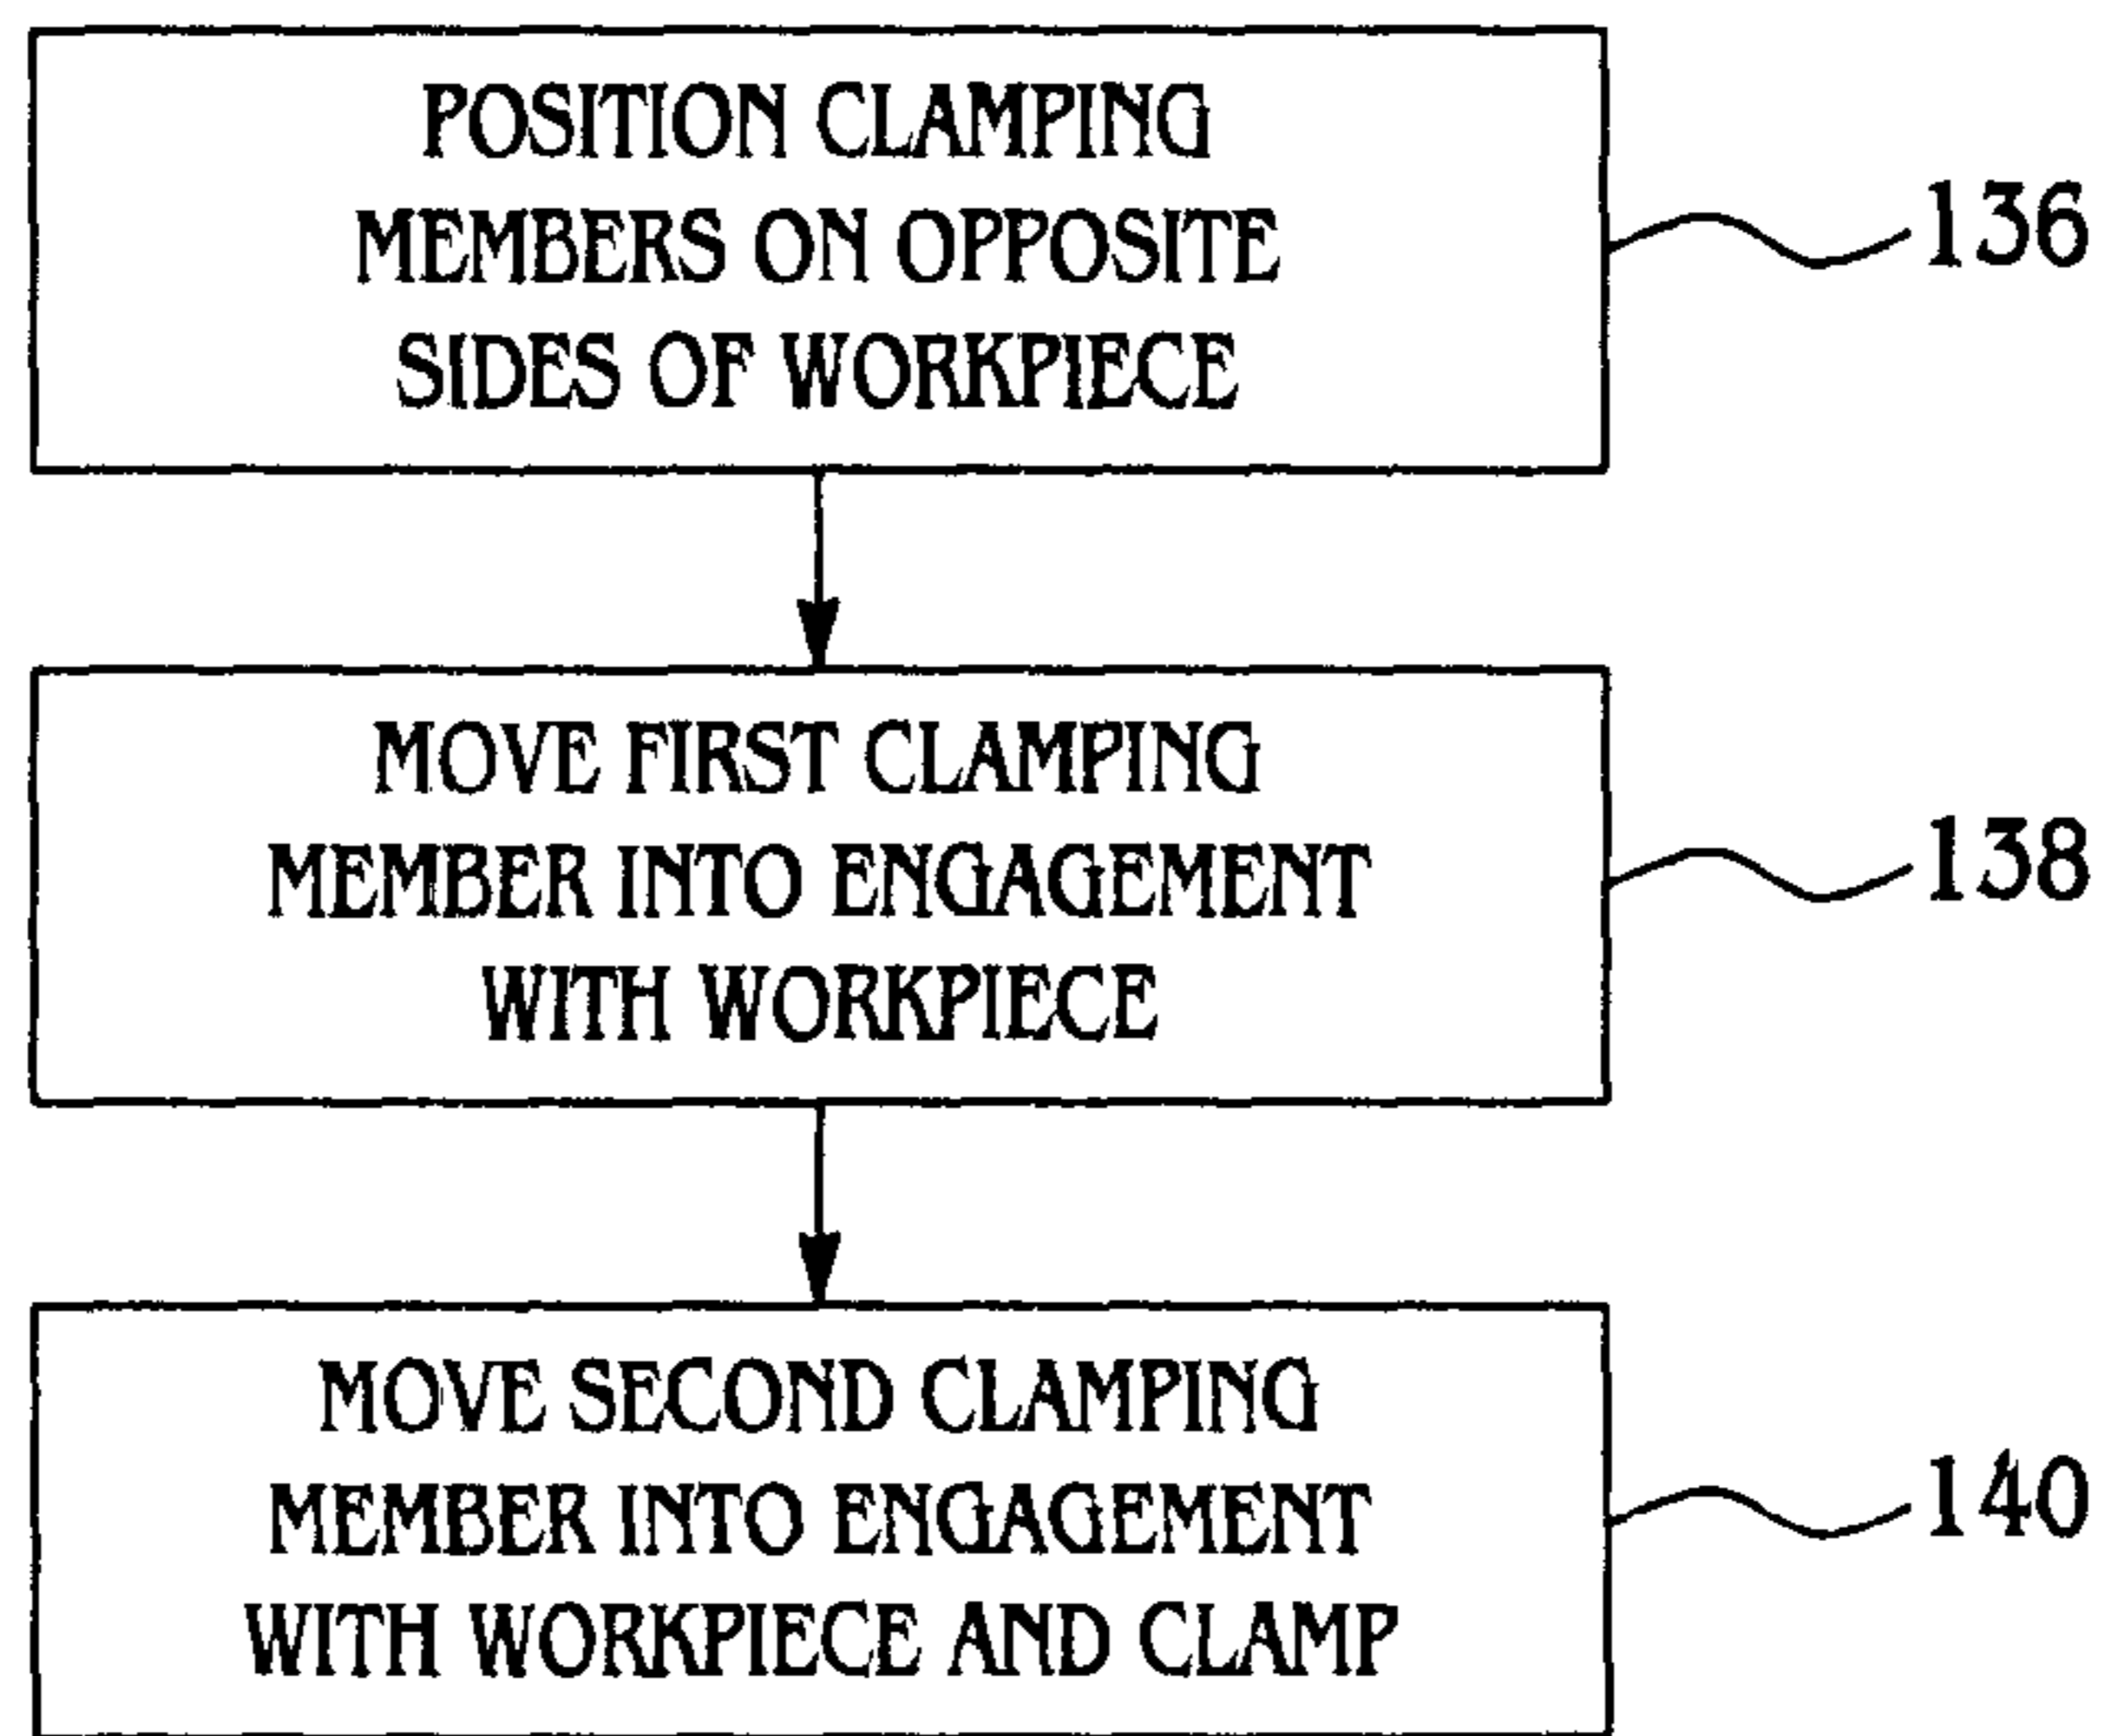 POSITION CLAMPING
MEMBERS ON OPPOSITE
SIDES OF WORKPIECE
136
MOVE FIRST CLAMPING
MEMBER INTO ENGAGEMENT
WITH WORKPIECE
138
MOVE SECOND CLAMPING
MEMBER INTO ENGAGEMENT
WITH WORKPIECE AND CLAMP
140